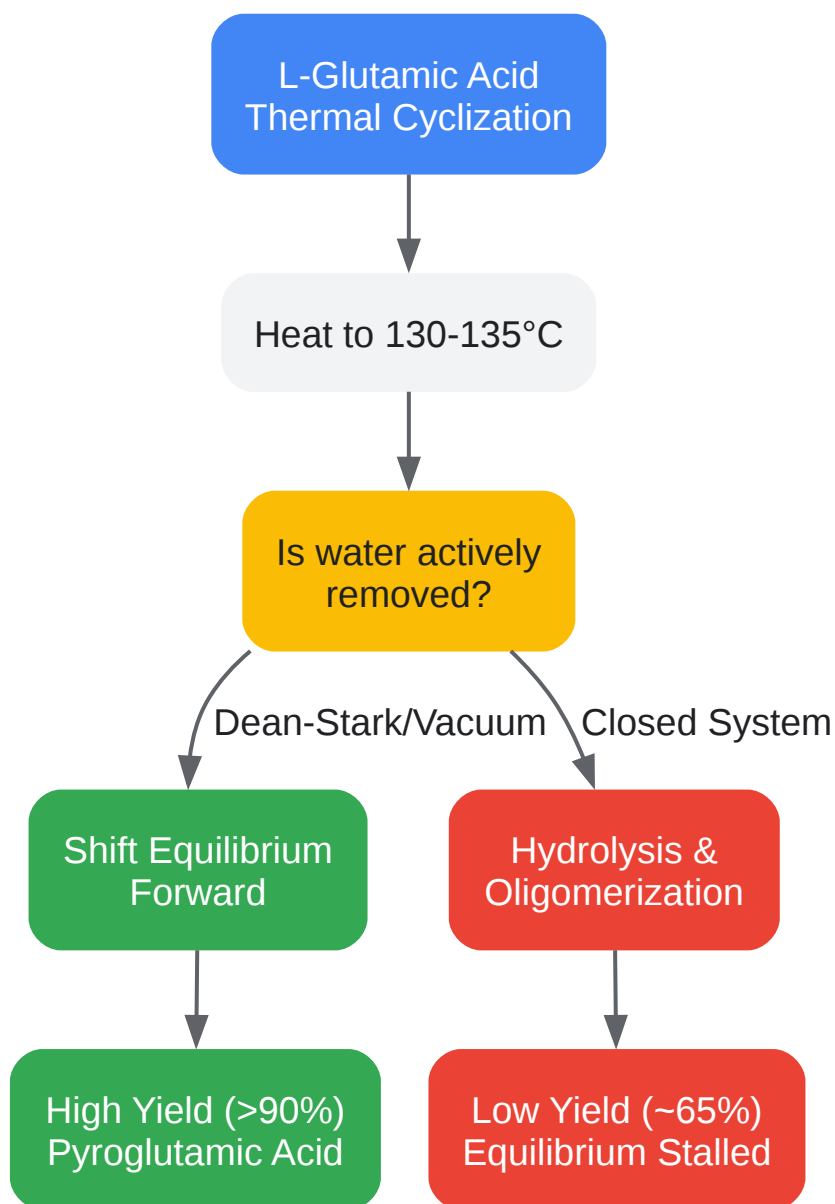 L-Glutamic Acid
Thermal Cyclization
Heat to 130-135°C
Is water actively
removed?
Dean-Stark/Vacuum
Closed System
Shift Equilibrium
Forward
Hydrolysis &
Oligomerization
High Yield (>90%)
Pyroglutamic Acid
Low Yield (~65%)
Equilibrium Stalled